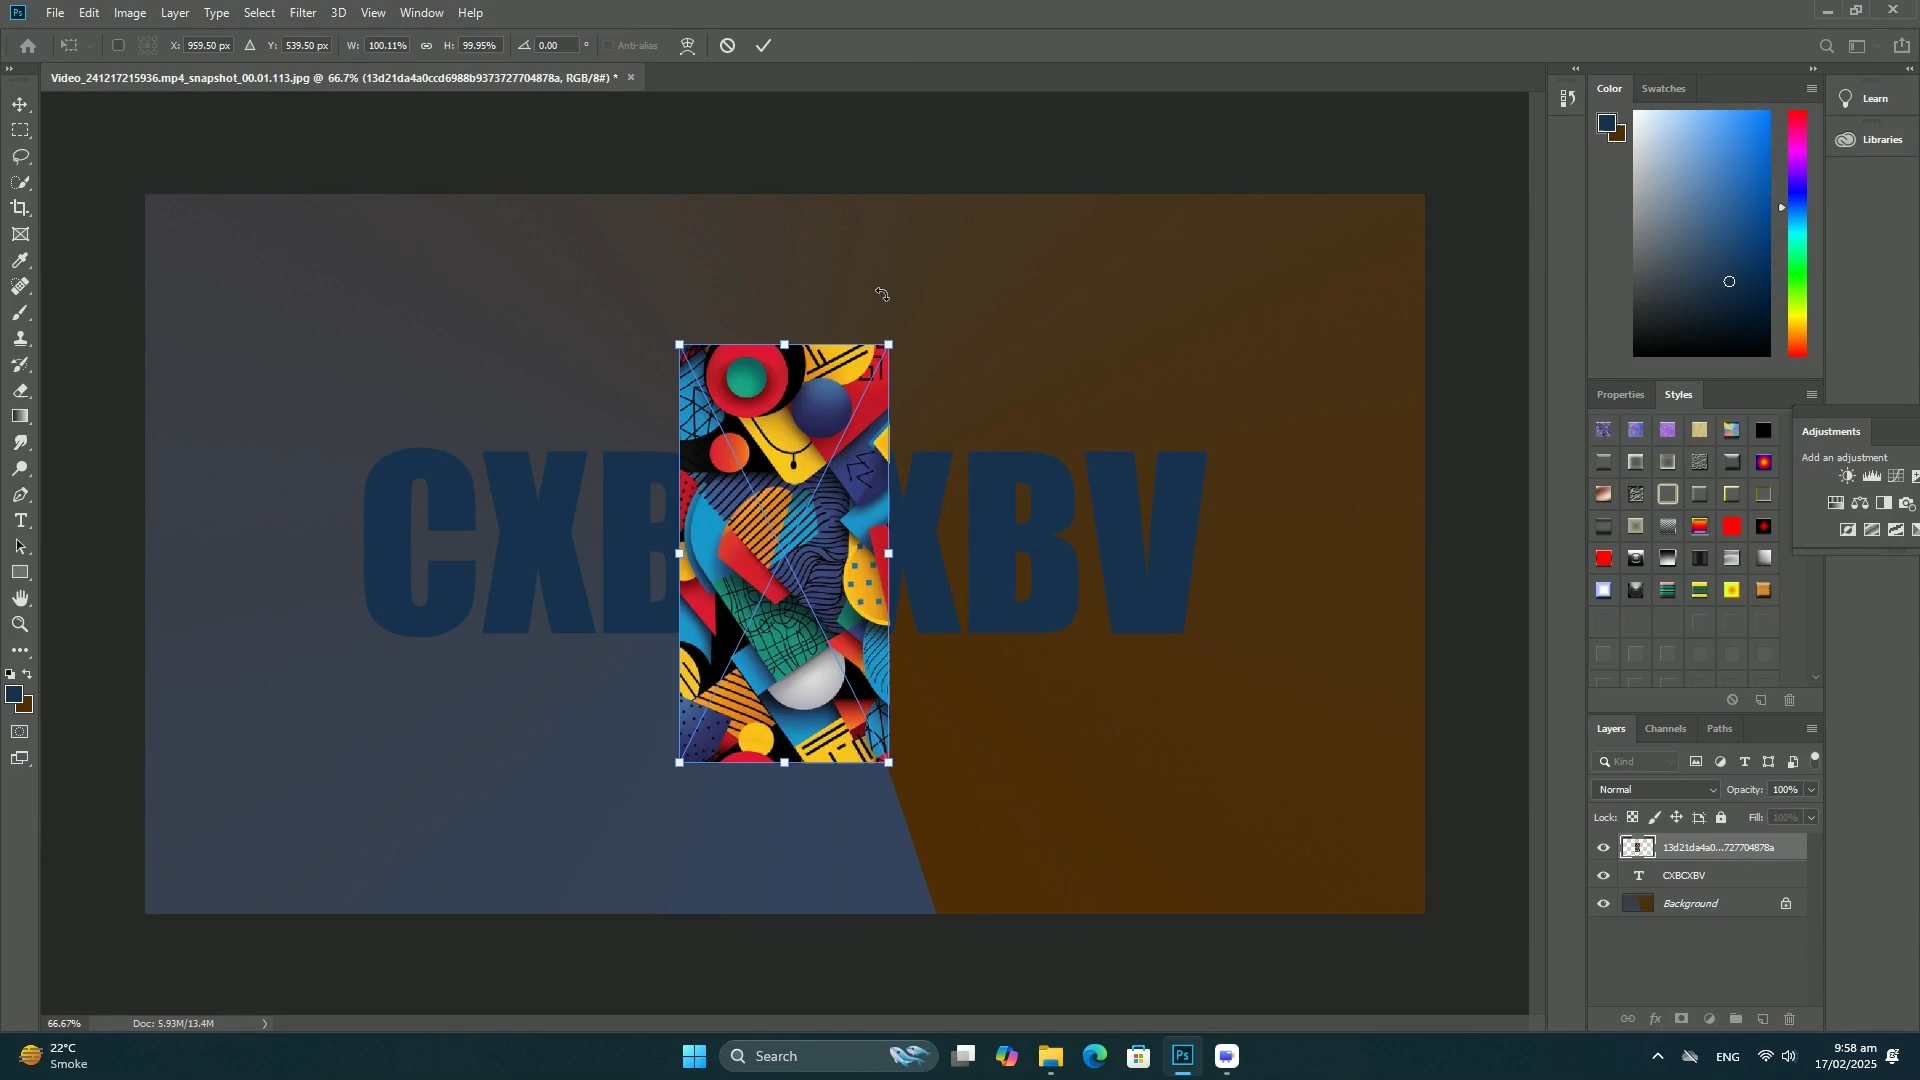 Ps File Edit Image Layer Type Select Filter 3D View Window Help
X: 959.50 px Y: 539.50 px W: 100.11% H: 99.95% 0.00 ° Anti-alias
Video_241217215936.mp4_snapshot_00.01.113.jpg @ 66.7% (13d21da4a0ccd6988b9373727704878a, RGB/8#) *
Color Swatches
Learn
Libraries
Properties Styles
Adjustments
Add an adjustment
CXB XBV
Layers Channels Paths
Kind
Normal Opacity: 100%
Lock: Fill: 100%
13d21da4a0...727704878a
T CXBCXBV
Background
66.67% Doc: 5.93M/13.4M
fx
22°C
Smoke
Search
Ps
ENG
9:58 am
17/02/2025